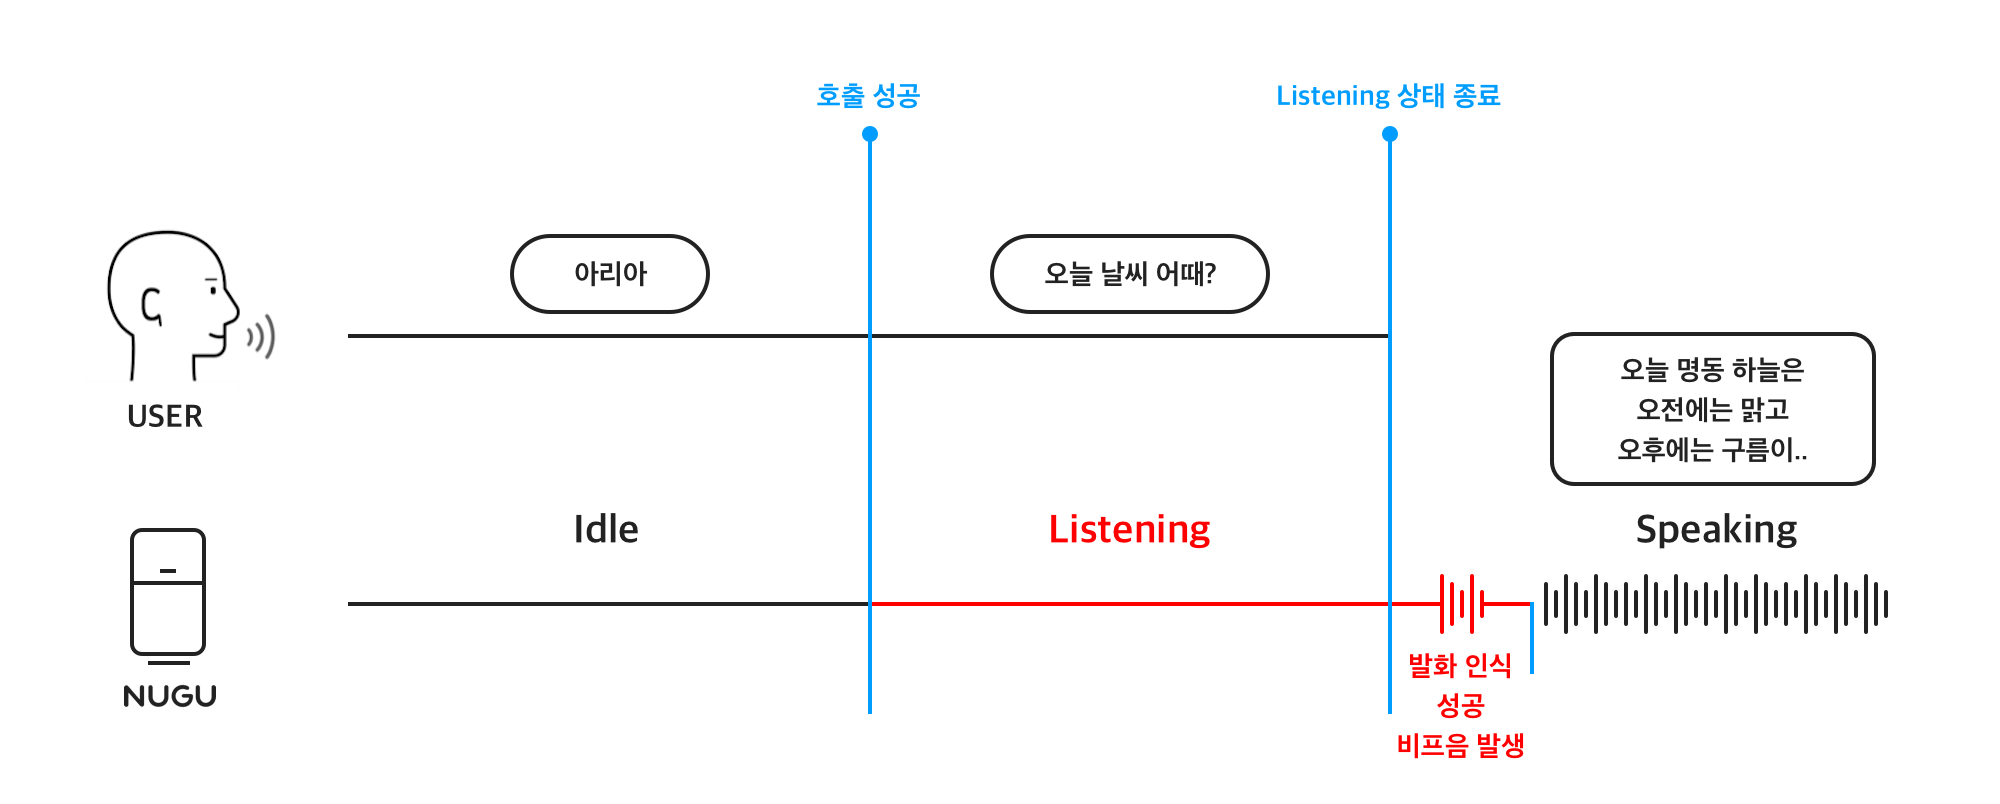 호출 성공
Listening 상태 종료
아리아
오늘 날씨 어때?
USER
오늘 명동 하늘은
오전에는 맑고
오후에는 구름이..
Idle
Listening
Speaking
NUGU
발화 인식
성공
비프음 발생